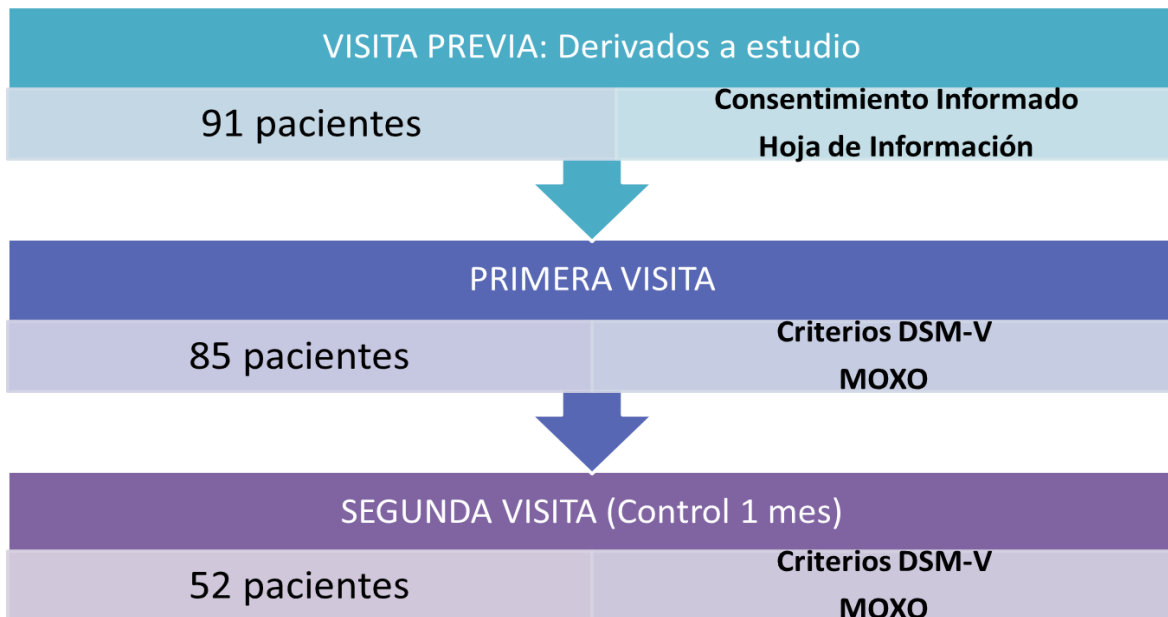 VISITA PREVIA: Derivados a estudio
91 pacientes
Consentimiento Informado
Hoja de Información
PRIMERA VISITA
85 pacientes
Criterios DSM-V
MOXO
SEGUNDA VISITA (Control 1 mes)
52 pacientes
Criterios DSM-V
MOXO